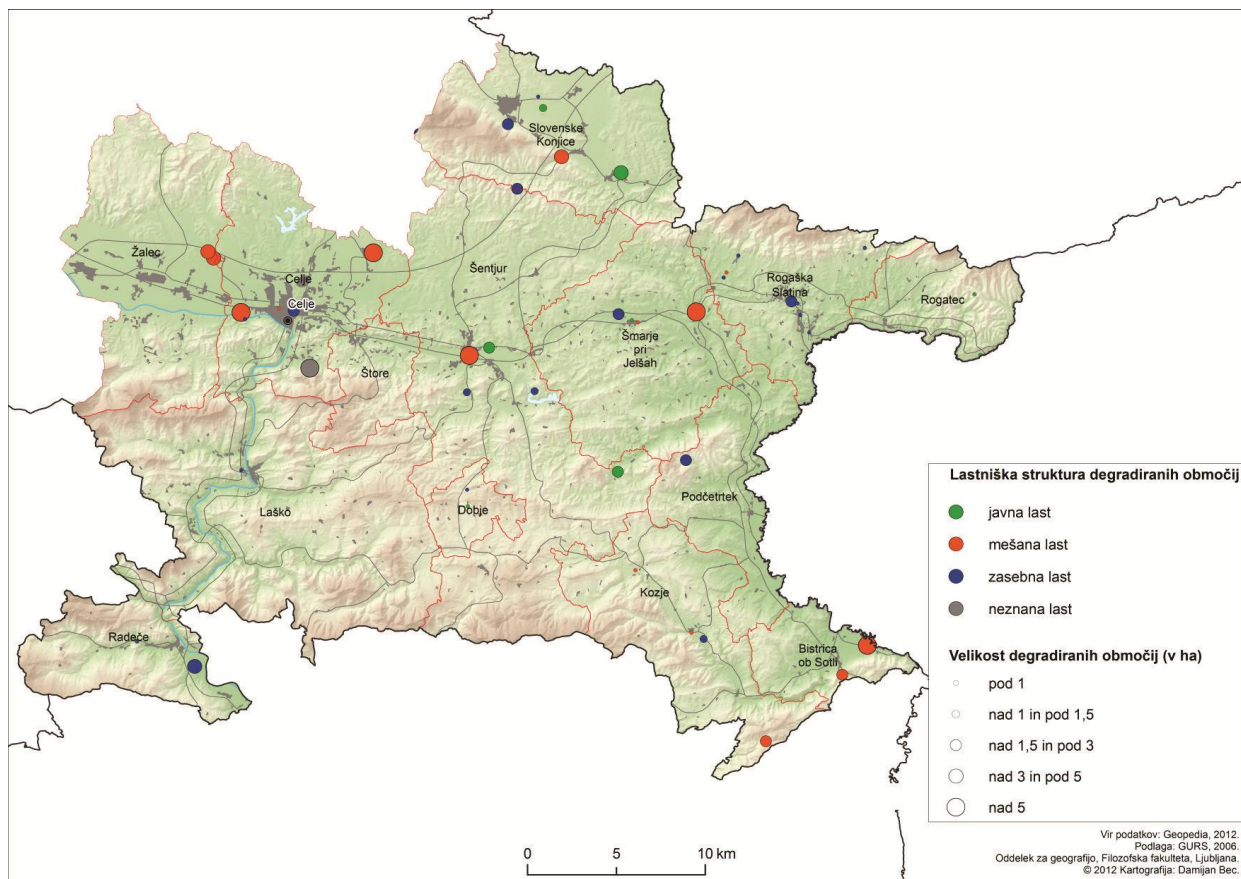 Slovenske
Konjice
Žalec
Celje
Celje
Šentjur
Rogaška
Slatina
Rogatec
Šmarje
pri
Jelšah
Štore
Podčetrtek
Laško
Dobje
Kozje
Radeče
Bistrica
ob Sotli
Lastniška struktura degradiranih območij
javna last
mešana last
zasebna last
neznana last
Velikost degradiranih območij (v ha)
pod 1
nad 1 in pod 1,5
nad 1,5 in pod 3
nad 3 in pod 5
nad 5
0 5 10 km
Vir podatkov: Geopedia, 2012.
Podlaga: GURS, 2006.
Oddelek za geografijo, Filozofska fakulteta, Ljubljana.
© 2012 Kartografija: Damijan Bec.